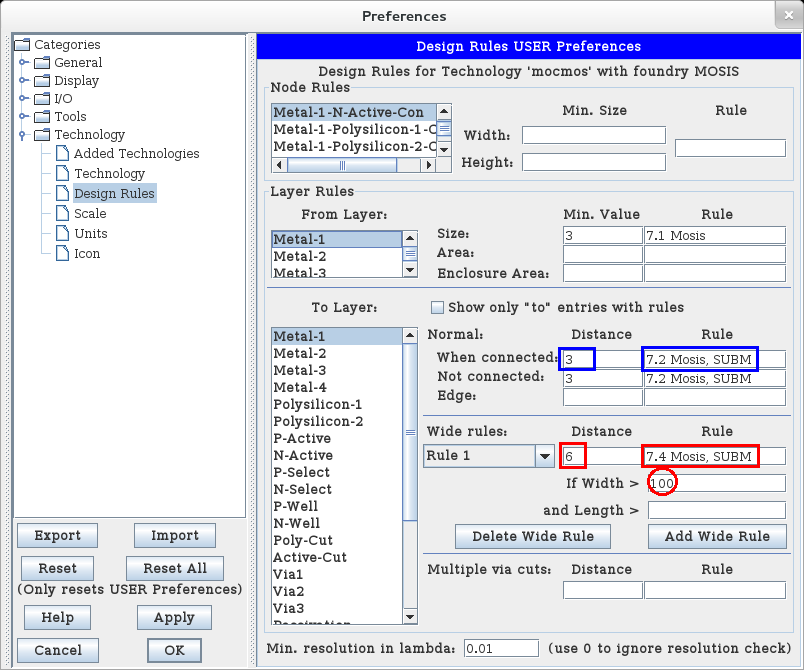 Preferences
Categories
General
Display
I/O
Tools
Technology
Added Technologies
Technology
Design Rules
Scale
Units
Icon
Export
Import
Reset
Reset All
(Only resets USER Preferences)
Help
Apply
Cancel
OK
Design Rules USER Preferences
Design Rules for Technology 'mocmos' with foundry MOSIS
Node Rules
Metal-1-N-Active-Con
Metal-1-Polysilicon-1-C
Metal-1-Polysilicon-2-C
Min. Size
Rule
Width:
Height:
Layer Rules
From Layer:
Min. Value
Rule
Metal-1
Metal-2
Metal-3
Size:
3
7.1 Mosis
Area:
Enclosure Area:
To Layer:
Show only "to" entries with rules
Metal-1
Metal-2
Metal-3
Metal-4
Polysilicon-1
Polysilicon-2
P-Active
N-Active
P-Select
N-Select
P-Well
N-Well
Poly-Cut
Active-Cut
Via1
Via2
Via3
Passivation
Normal:
Distance
Rule
When connected:
3
7.2 Mosis, SUBM
Not connected:
3
7.2 Mosis, SUBM
Edge:
Wide rules:
Distance
Rule
Rule 1
6
7.4 Mosis, SUBM
If Width >
100
and Length >
Delete Wide Rule
Add Wide Rule
Multiple via cuts:
Distance
Rule
Min. resolution in lambda:
0.01
(use 0 to ignore resolution check)